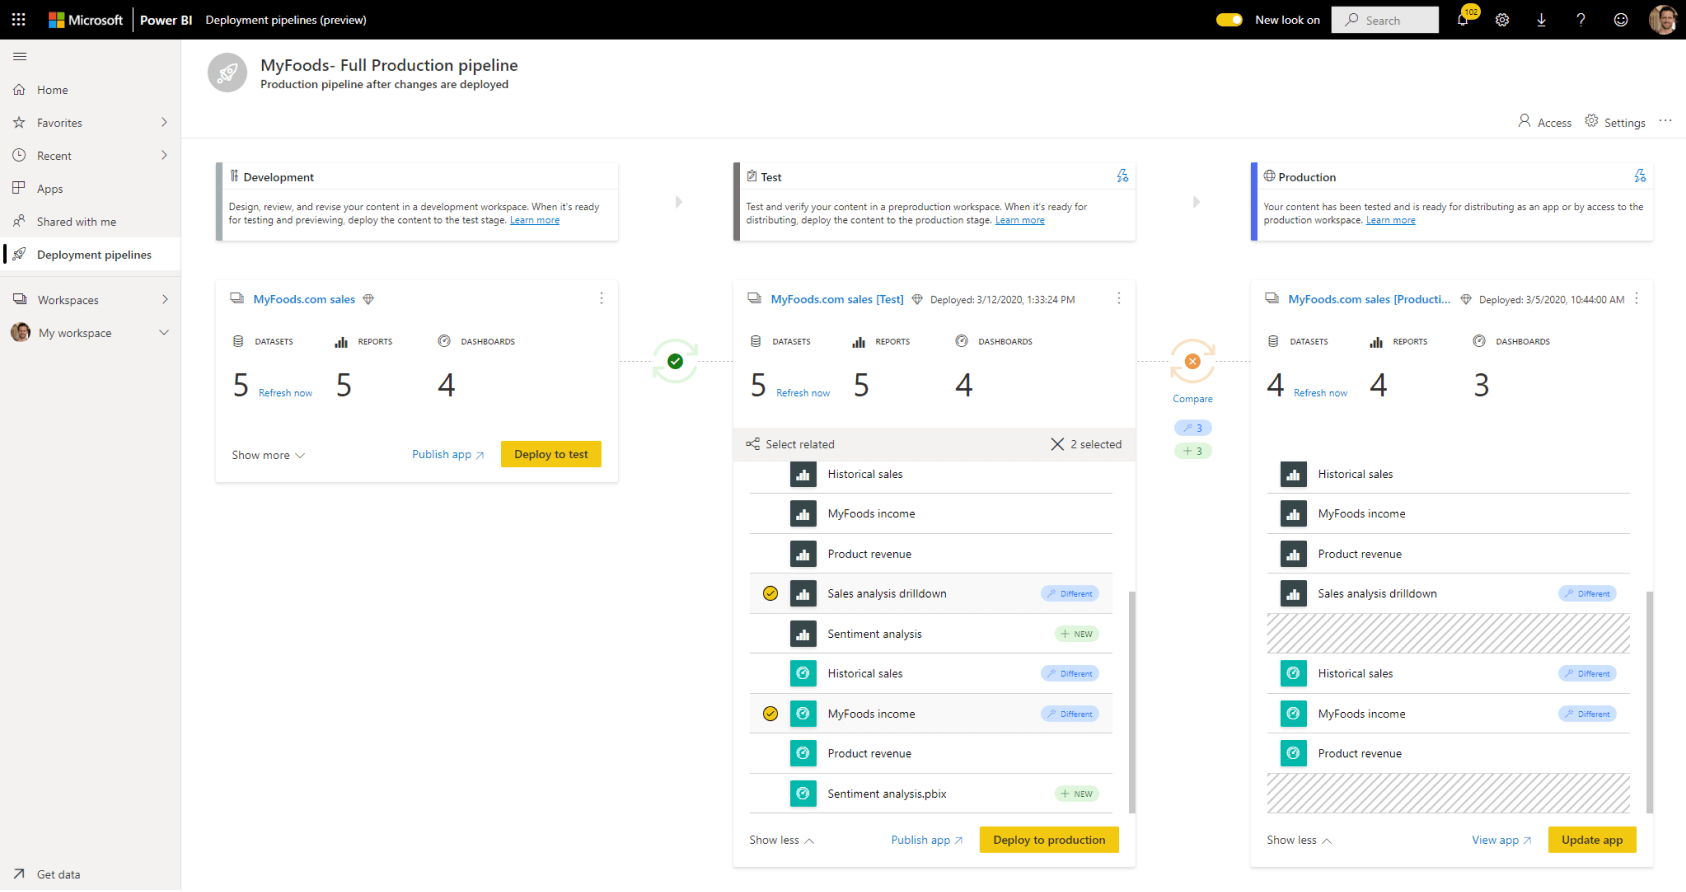 Microsoft Power BI Deployment pipelines (preview) New look on Search 102
MyFoods- Full Production pipeline
Production pipeline after changes are deployed
Access Settings
Home
Favorites
Recent
Apps
Shared with me
Deployment pipelines
Workspaces
My workspace
Get data
Development
Design, review, and revise your content in a development workspace. When it's ready
for testing and previewing, deploy the content to the test stage. Learn more
MyFoods.com sales
DATASETS REPORTS DASHBOARDS
5 Refresh now 5 4
Show more Publish app Deploy to test
Test
Test and verify your content in a preproduction workspace. When it's ready for
distributing, deploy the content to the production stage. Learn more
MyFoods.com sales [Test] Deployed: 3/12/2020, 1:33:24 PM
DATASETS REPORTS DASHBOARDS
5 Refresh now 5 4
Select related 2 selected
Historical sales
MyFoods income
Product revenue
Sales analysis drilldown Different
Sentiment analysis + NEW
Historical sales Different
MyFoods income Different
Product revenue
Sentiment analysis.pbix + NEW
Show less Publish app Deploy to production
Compare
3
+ 3
Production
Your content has been tested and is ready for distributing as an app or by access to the
production workspace. Learn more
MyFoods.com sales [Producti... Deployed: 3/5/2020, 10:44:00 AM
DATASETS REPORTS DASHBOARDS
4 Refresh now 4 3
Historical sales
MyFoods income
Product revenue
Sales analysis drilldown Different
Historical sales Different
MyFoods income Different
Product revenue
Show less View app Update app